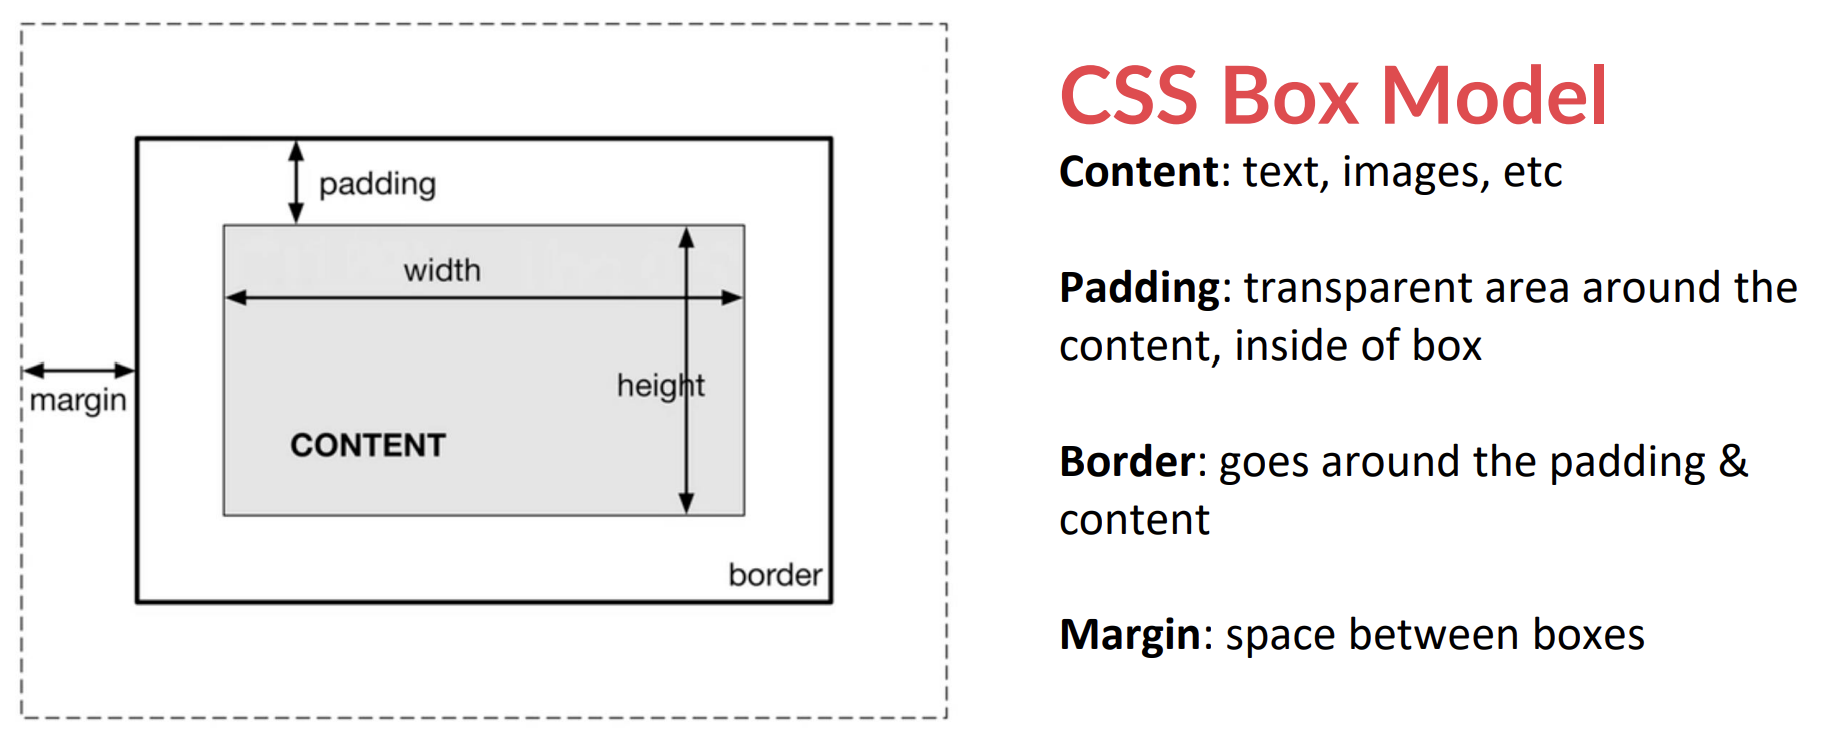 padding
width
margin
height
CONTENT
border
CSS Box Model
Content: text, images, etc
Padding: transparent area around the
content, inside of box
Border: goes around the padding &
content
Margin: space between boxes